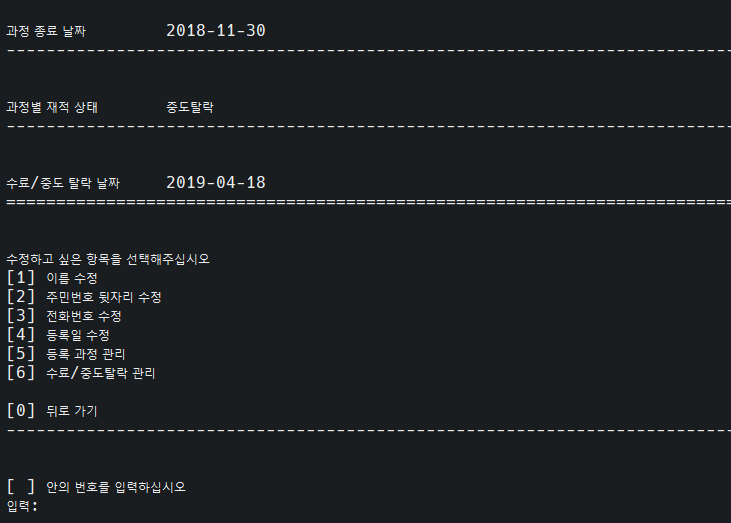 과정 종료 날짜 2018-11-30
-------------------------------------------------------------------------
과정별 재적 상태 중도탈락
-------------------------------------------------------------------------
수료/중도 탈락 날짜 2019-04-18
=========================================================================
수정하고 싶은 항목을 선택해주십시오
[1] 이름 수정
[2] 주민번호 뒷자리 수정
[3] 전화번호 수정
[4] 등록일 수정
[5] 등록 과정 관리
[6] 수료/중도탈락 관리
[0] 뒤로 가기
-------------------------------------------------------------------------
[ ] 안의 번호를 입력하십시오
입력: